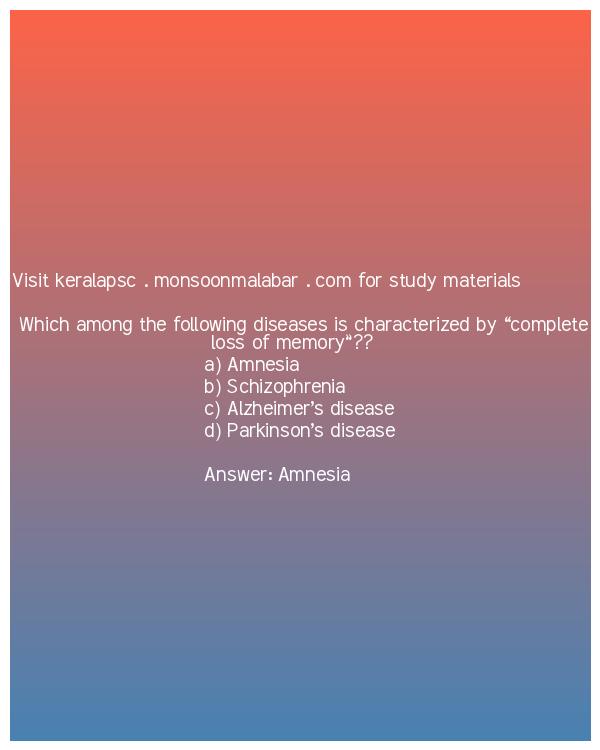 Visit keralapsc . monsoonmalabar . com for study materials
Which among the following diseases is characterized by “complete
loss of memory”??
a) Amnesia
b) Schizophrenia
c) Alzheimer’s disease
d) Parkinson’s disease
Answer: Amnesia